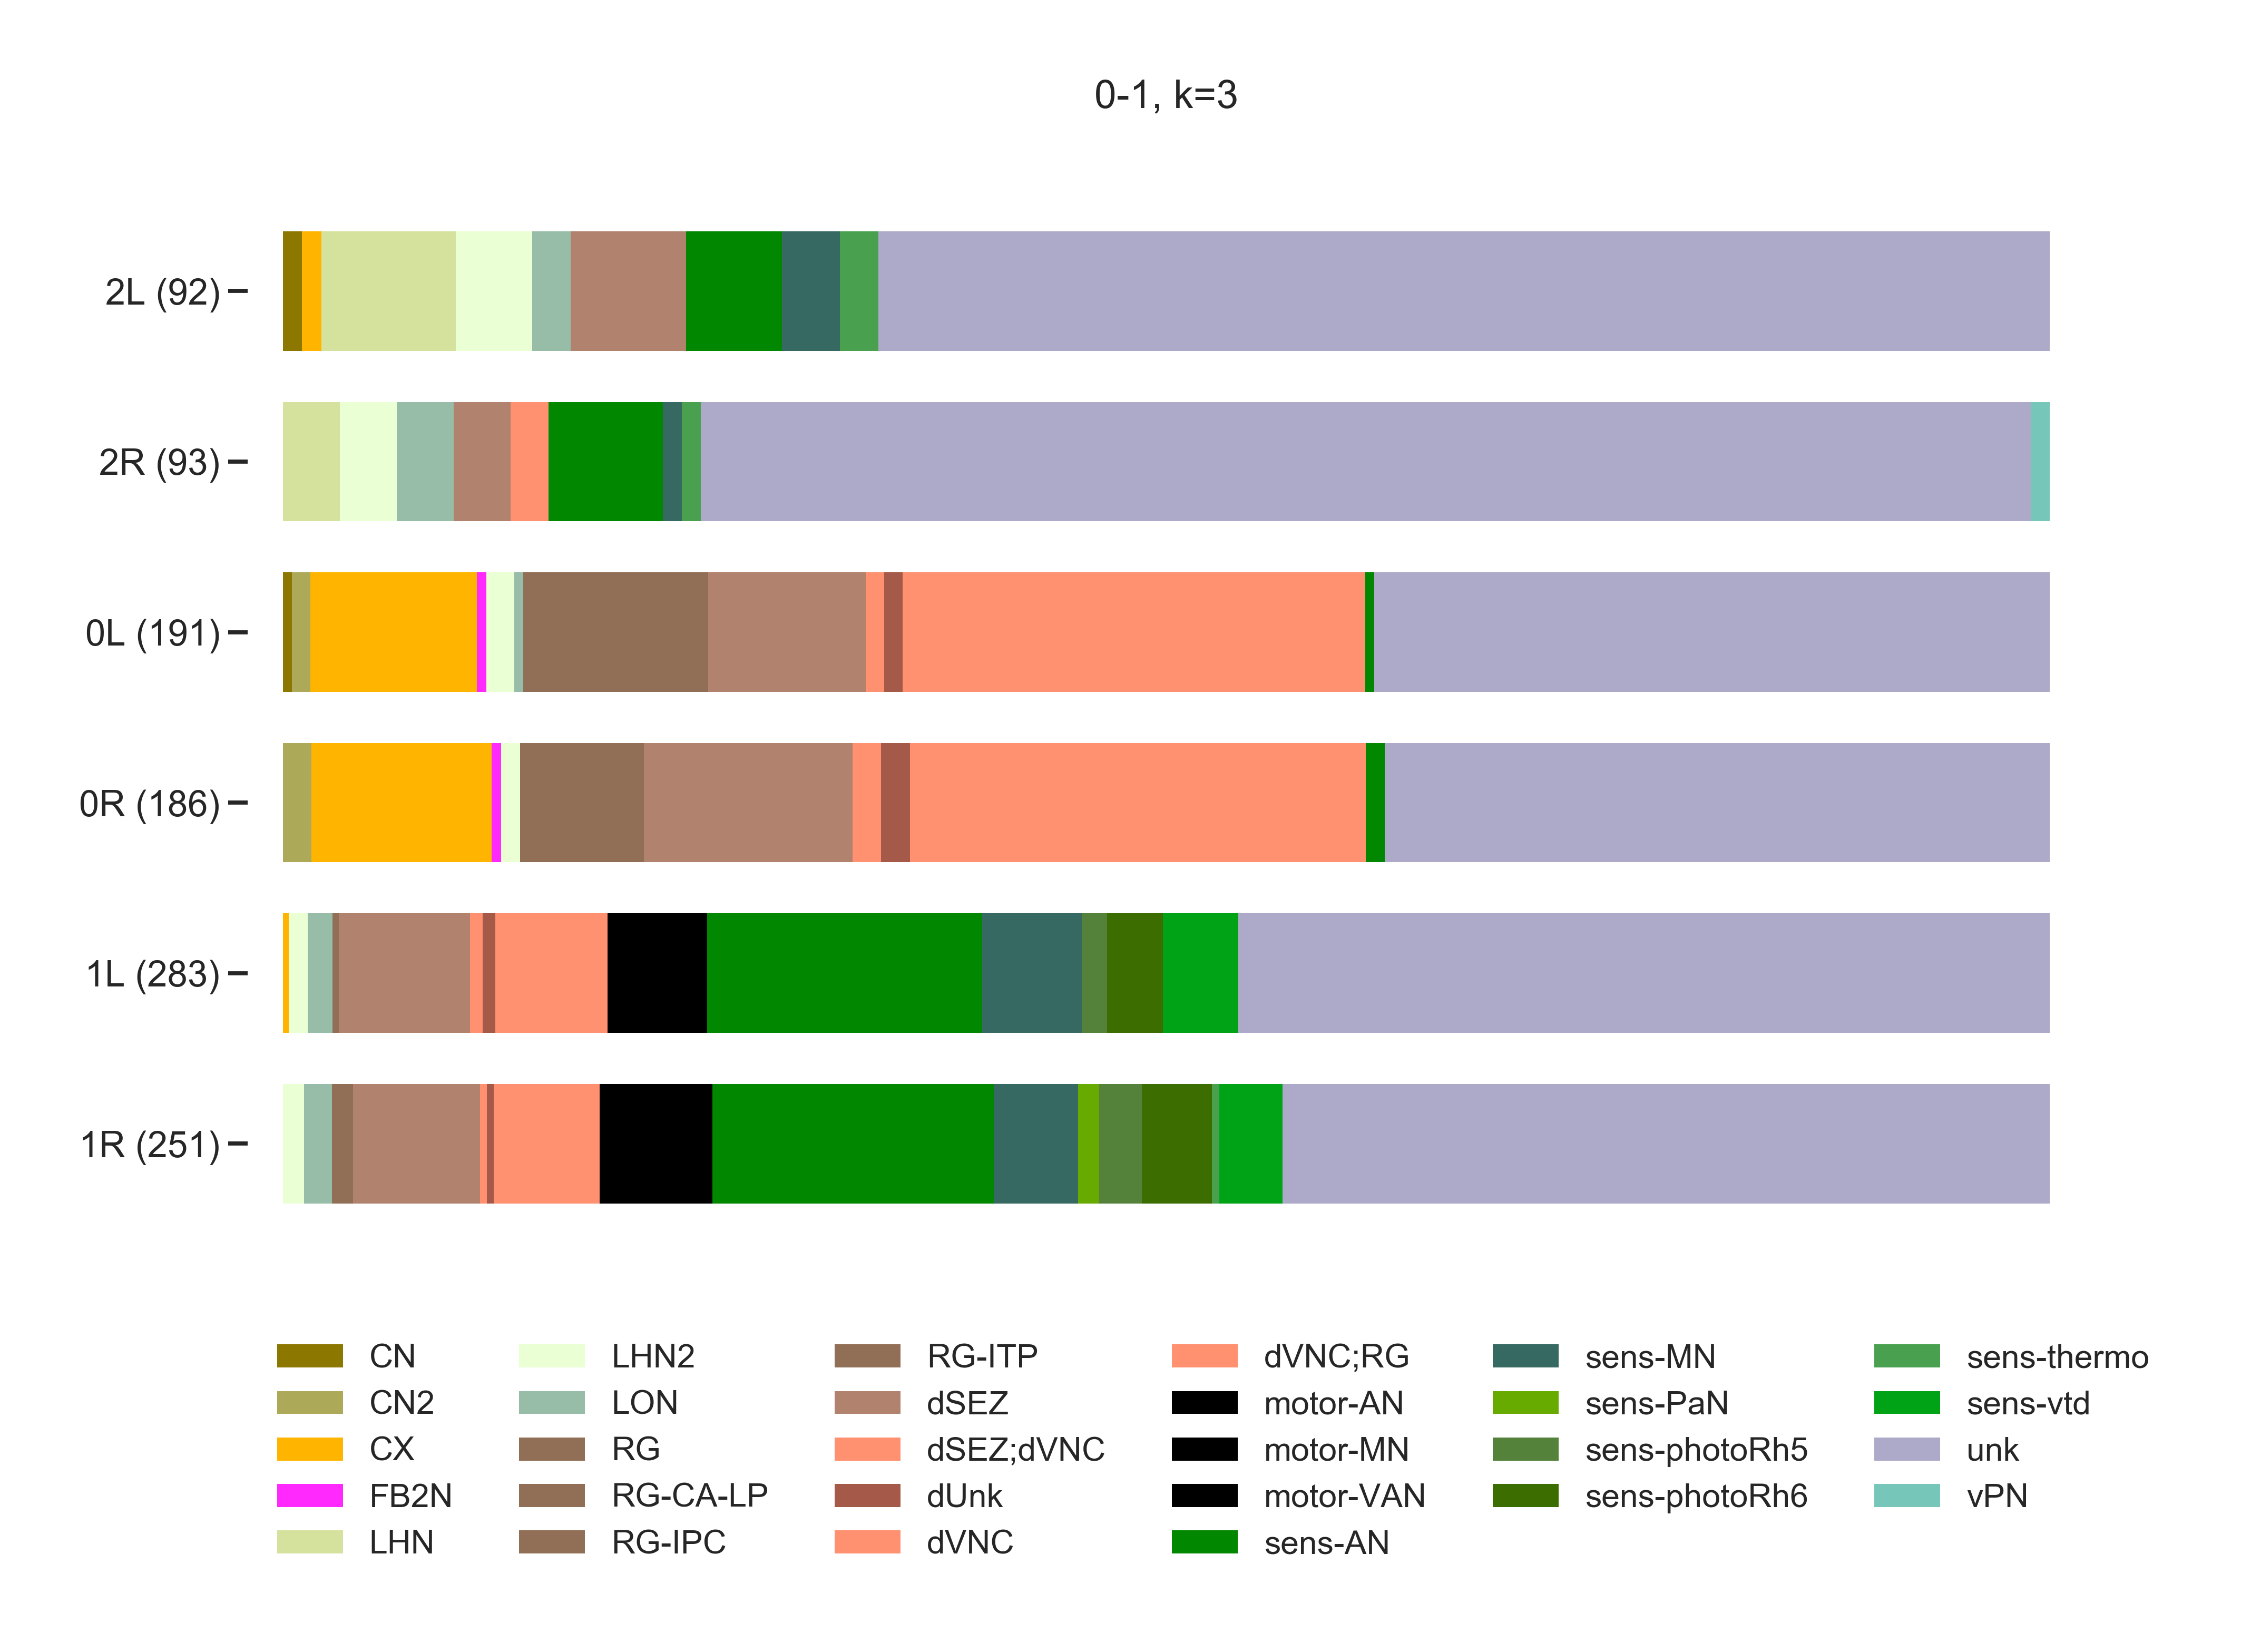 0-1, k=3
2L (92)
2R (93)
0L (191)
0R (186)
1L (283)
1R (251)
CN
CN2
CX
FB2N
LHN
LHN2
LON
RG
RG-CA-LP
RG-IPC
RG-ITP
dSEZ
dSEZ;dVNC
dUnk
dVNC
dVNC;RG
motor-AN
motor-MN
motor-VAN
sens-AN
sens-MN
sens-PaN
sens-photoRh5
sens-photoRh6
sens-thermo
sens-vtd
unk
vPN